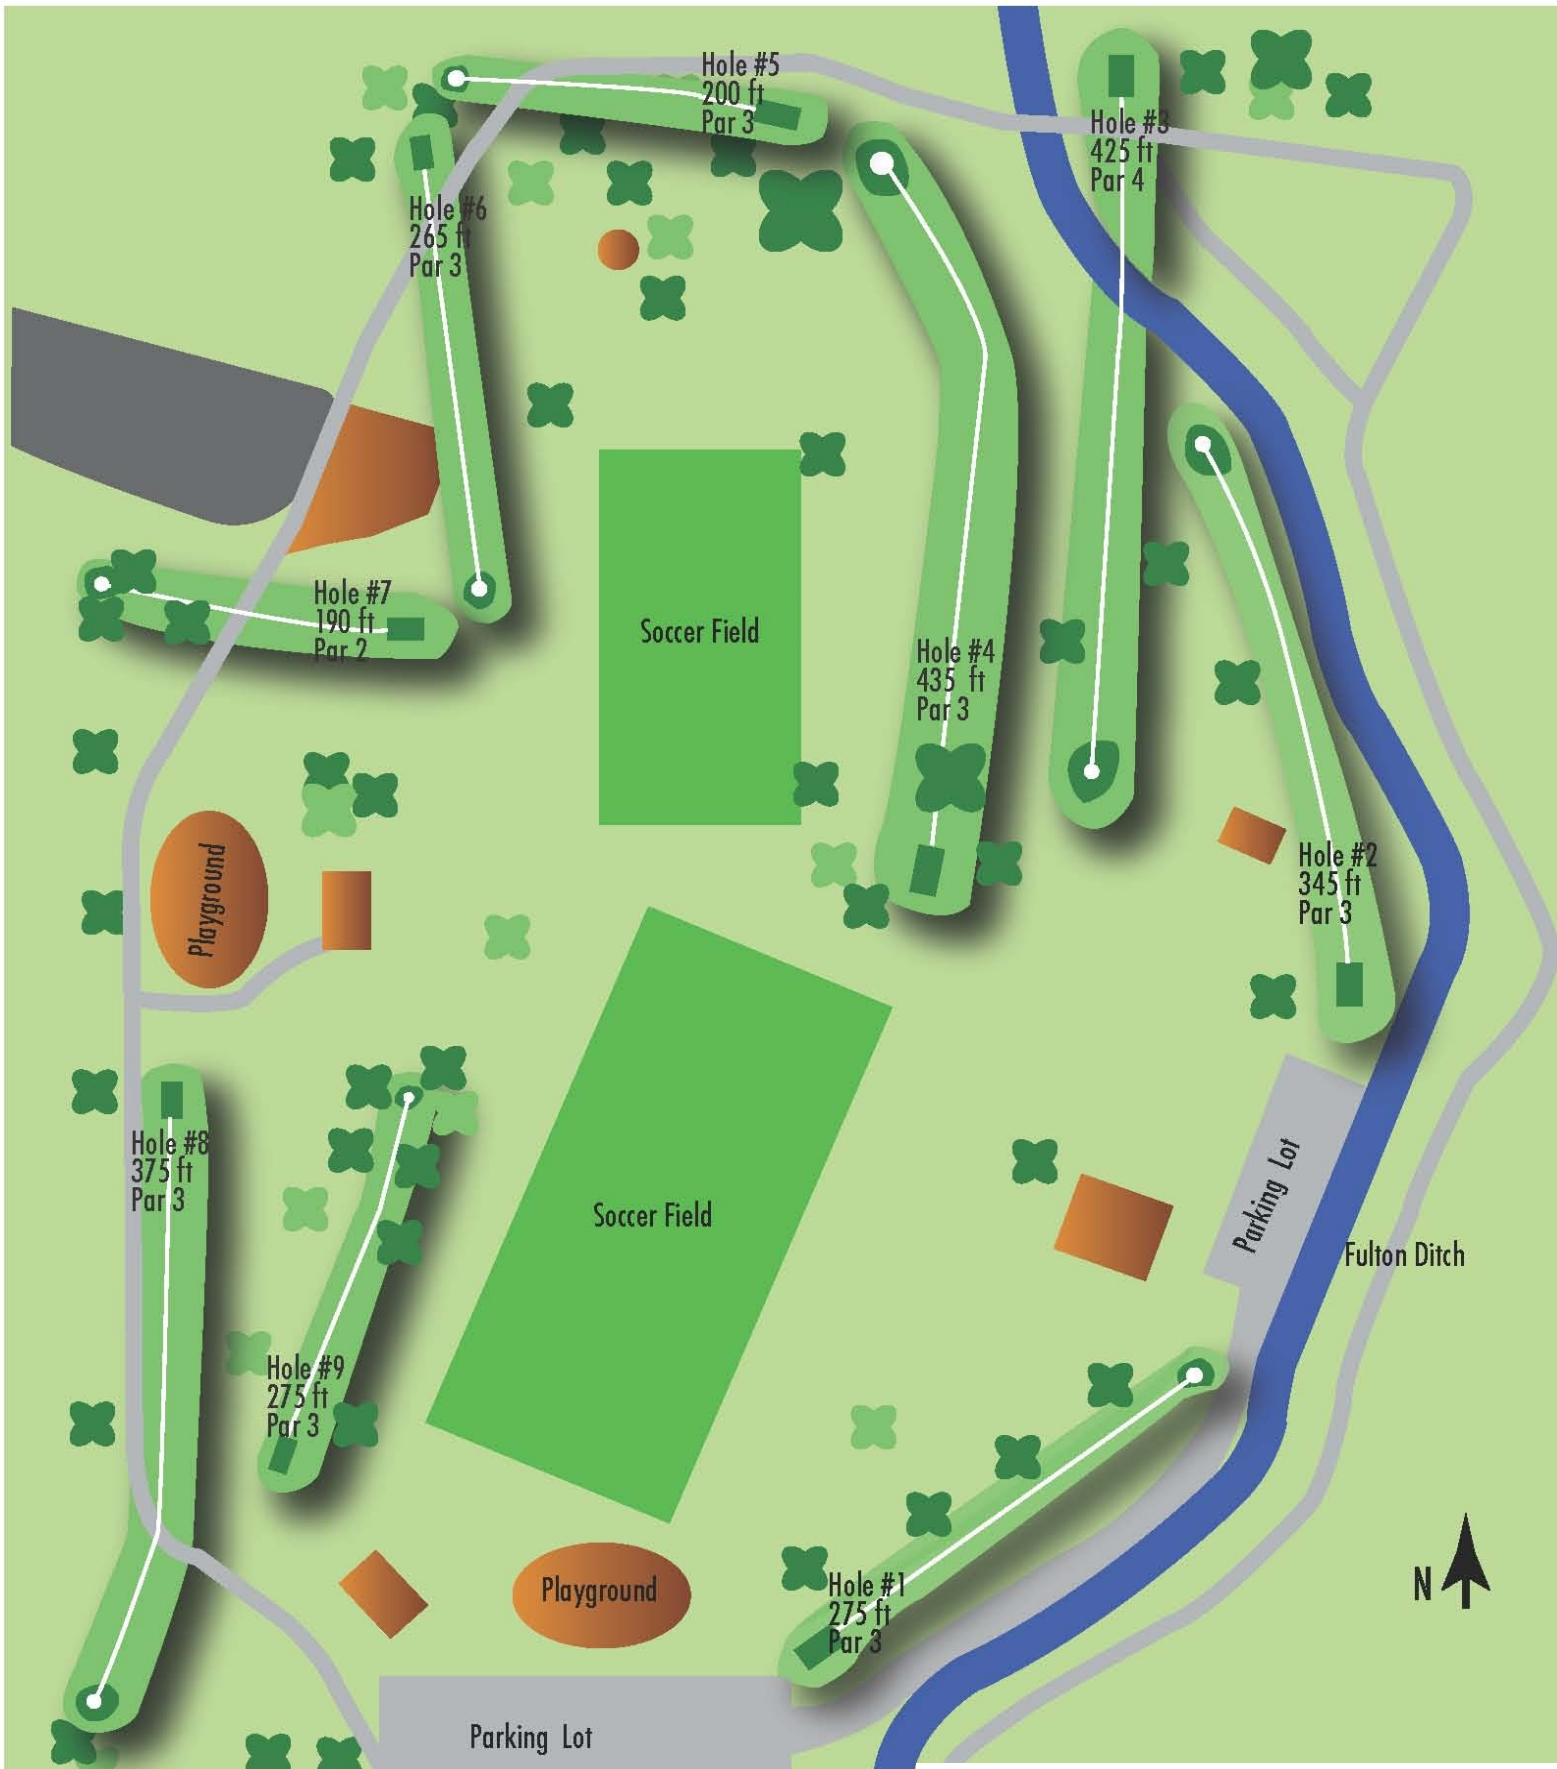 Hole #5
200 ft
Par 3
Hole #3
425 ft
Par 4
Hole #6
265 ft
Par 3
Hole #7
190 ft
Par 2
Soccer Field
Hole #4
435 ft
Par 3
Hole #2
345 ft
Par 3
Playground
Hole #8
375 ft
Par 3
Soccer Field
Parking Lot
Fulton Ditch
Hole #9
275 ft
Par 3
Hole #1
275 ft
Par 3
Playground
N
Parking Lot